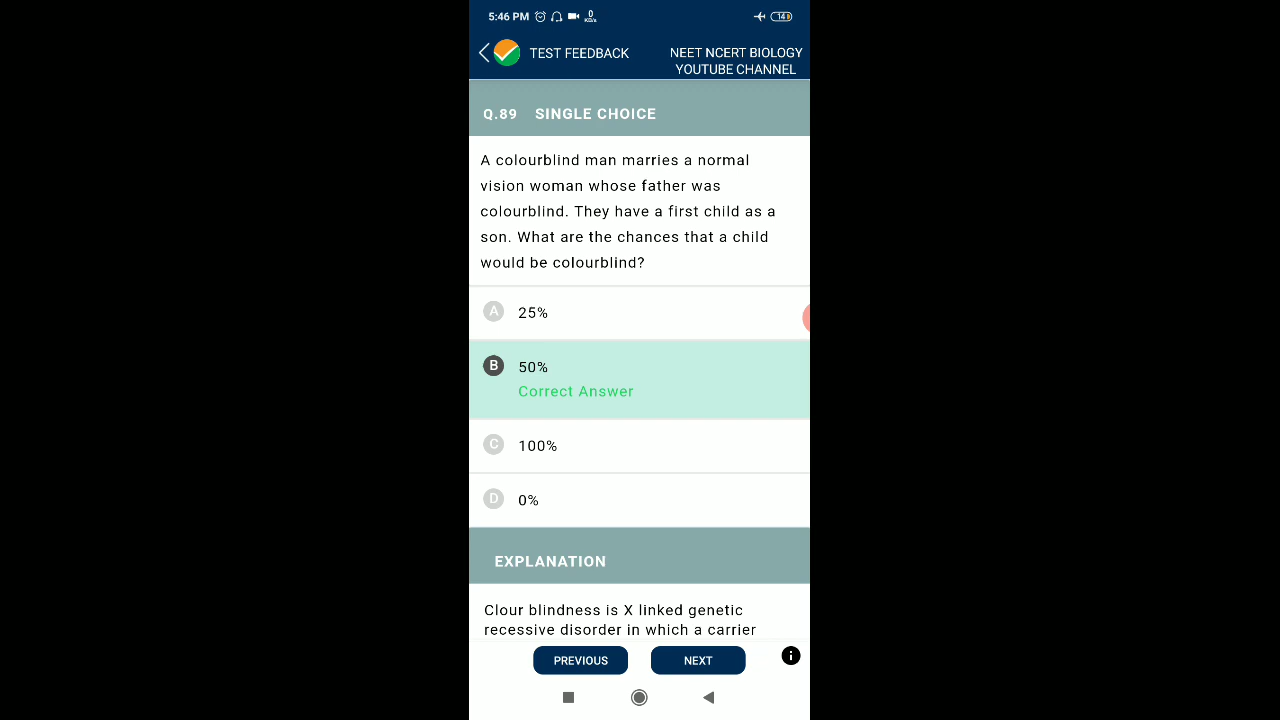 5:46 PM 0 KB/s 14
TEST FEEDBACK
NEET NCERT BIOLOGY
YOUTUBE CHANNEL
Q.89 SINGLE CHOICE
A colourblind man marries a normal
vision woman whose father was
colourblind. They have a first child as a
son. What are the chances that a child
would be colourblind?
A 25%
B 50%
Correct Answer
C 100%
D 0%
EXPLANATION
Clour blindness is X linked genetic
recessive disorder in which a carrier
PREVIOUS NEXT